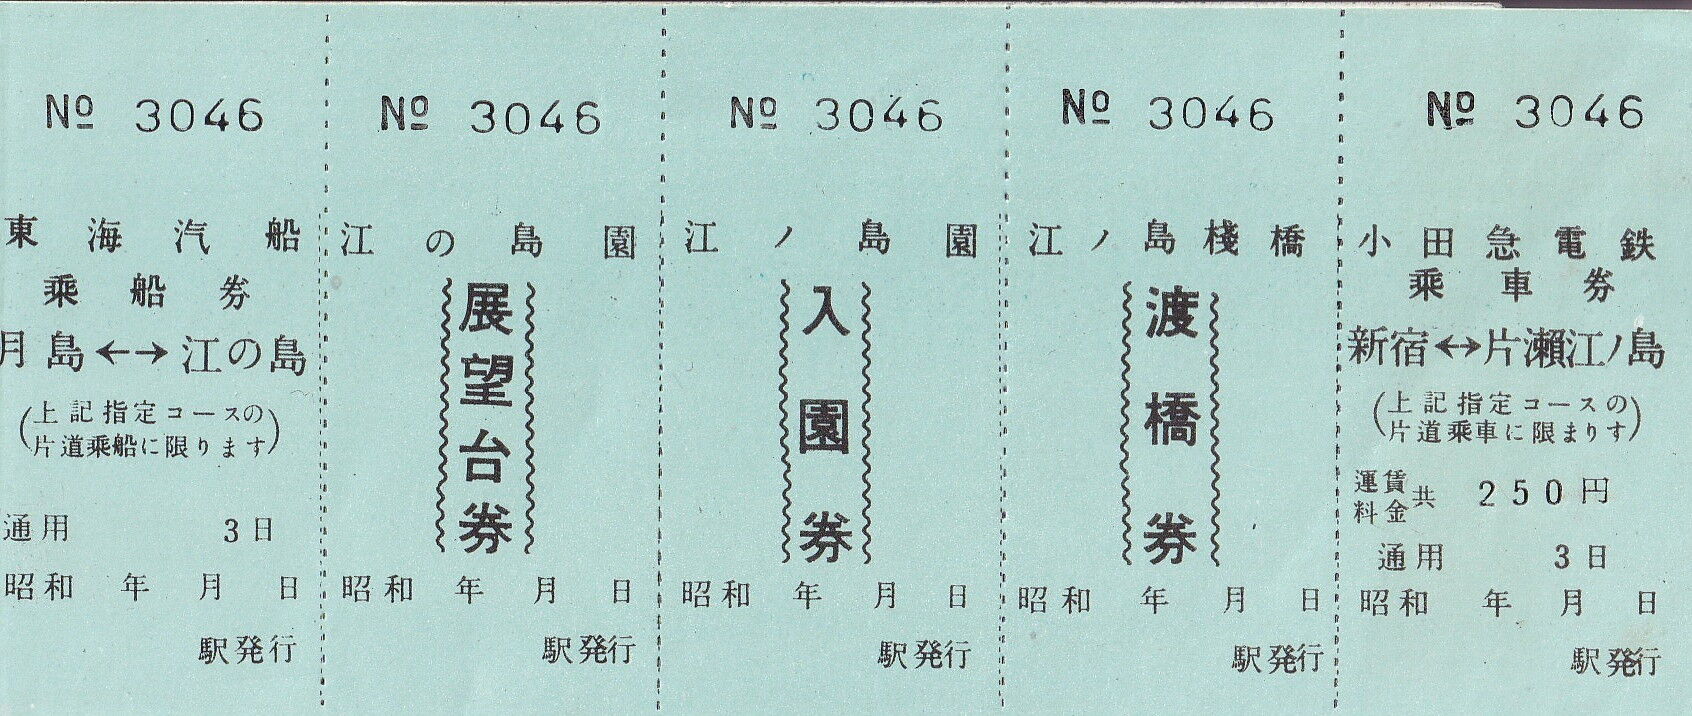 No 3046
東海汽船
乗船券
月島←→江の島
(上記指定コースの
片道乗船に限ります)
通用 3日
昭和 年 月 日
駅発行
No 3046
江の島園
展望台券
昭和 年 月 日
駅発行
No 3046
江ノ島園
入園券
昭和 年 月 日
駅発行
No 3046
江ノ島棧橋
渡橋券
昭和 年 月 日
駅発行
No 3046
小田急電鉄
乗車券
新宿←→片瀬江ノ島
(上記指定コースの
片道乗車に限まりす)
運賃
料金共 250円
通用 3日
昭和 年 月 日
駅発行